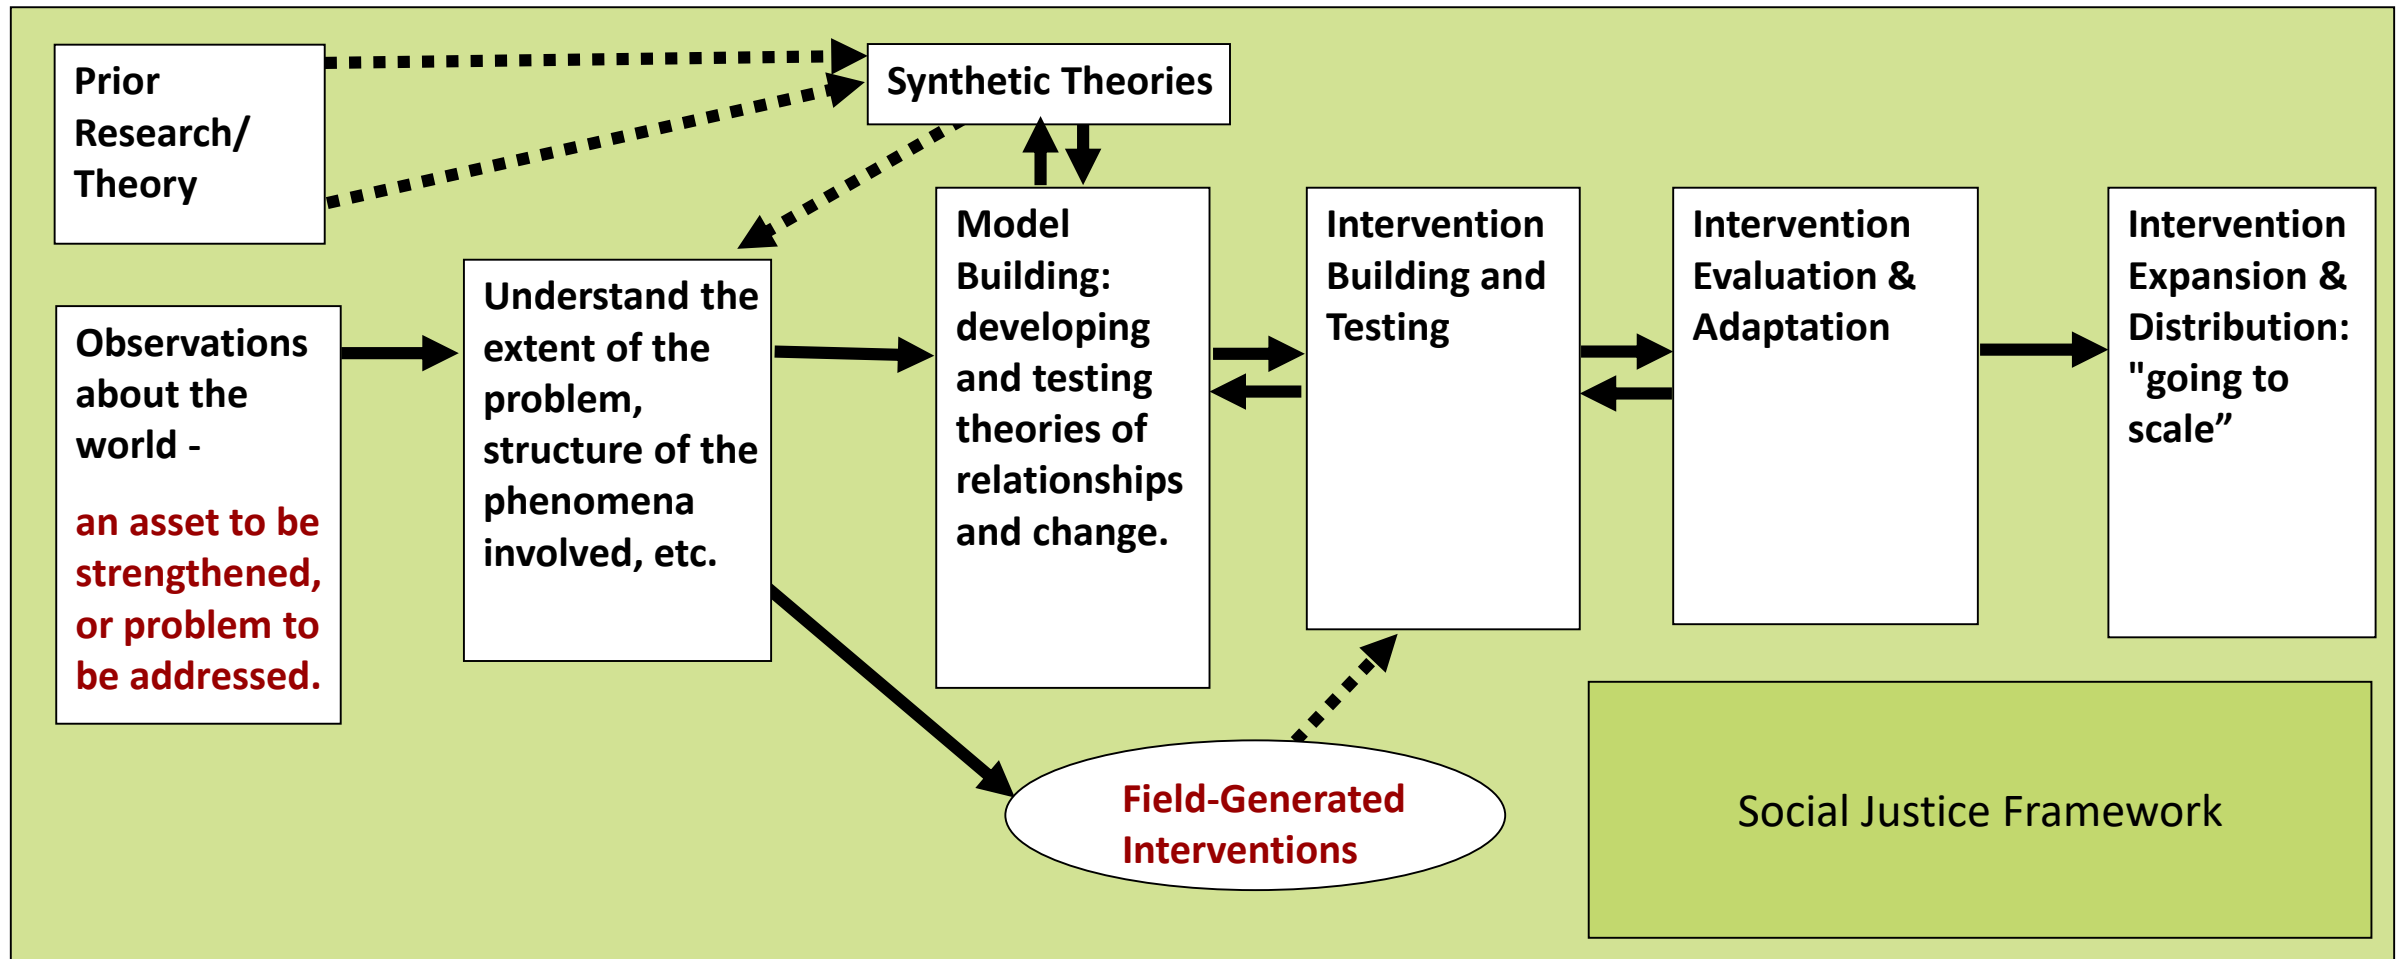 Prior
Research/
Theory
Synthetic Theories
Observations
about the
world -
an asset to be
strengthened,
or problem to
be addressed.
Understand the
extent of the
problem,
structure of the
phenomena
involved, etc.
Model
Building:
developing
and testing
theories of
relationships
and change.
Intervention
Building and
Testing
Intervention
Evaluation &
Adaptation
Intervention
Expansion &
Distribution:
"going to
scale”
Field-Generated
Interventions
Social Justice Framework